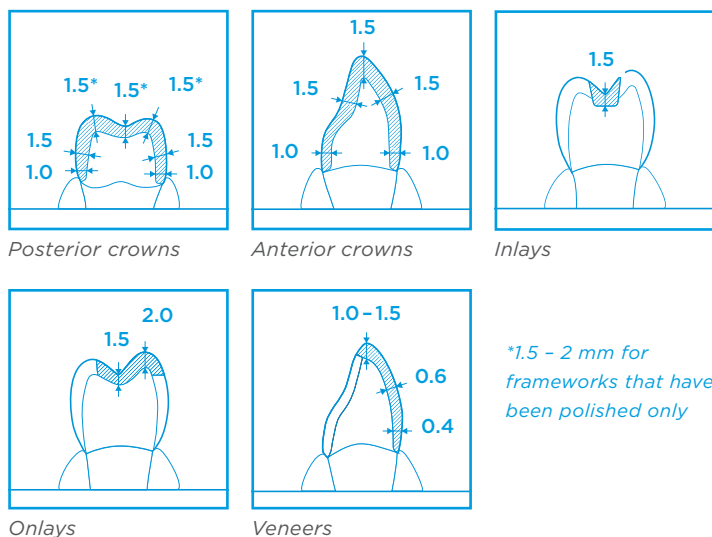 1.5* 1.5* 1.5*
1.5 1.5
1.0 1.0
Posterior crowns
1.5
1.5 1.5
1.0 1.0
Anterior crowns
1.5
Inlays
2.0
1.5
Onlays
1.0 – 1.5
0.6
0.4
Veneers
*1.5 – 2 mm for
frameworks that have
been polished only